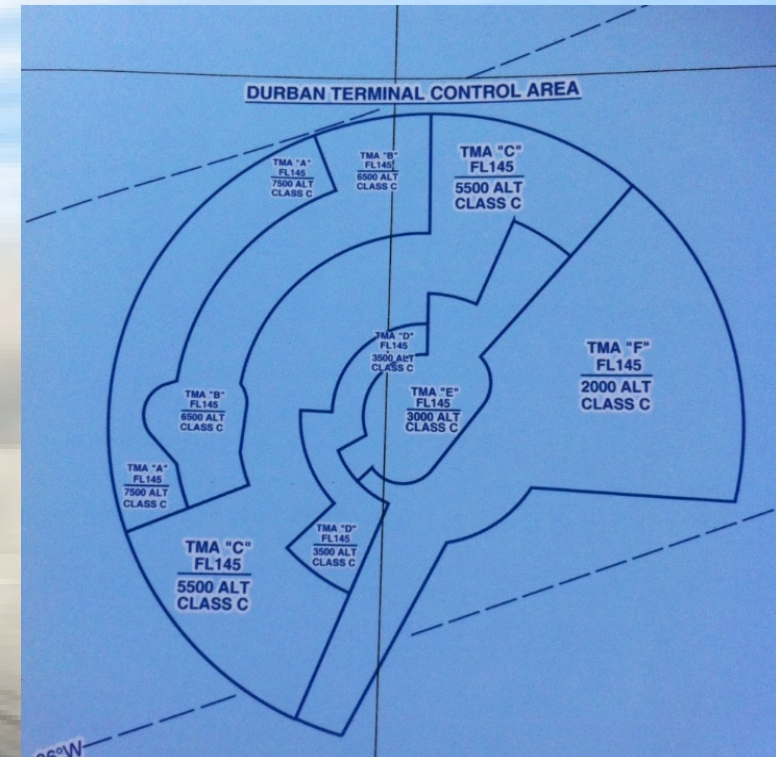 DURBAN TERMINAL CONTROL AREA
TMA "A"
FL145
7500 ALT
CLASS C
TMA "B"
FL145
6500 ALT
CLASS C
TMA "C"
FL145
5500 ALT
CLASS C
TMA "D"
FL145
3500 ALT
CLASS C
TMA "F"
FL145
2000 ALT
CLASS C
TMA "B"
FL145
6500 ALT
CLASS C
TMA "E"
FL145
3000 ALT
CLASS C
TMA "A"
FL145
7500 ALT
CLASS C
TMA "C"
FL145
5500 ALT
CLASS C
TMA "D"
FL145
3500 ALT
CLASS C